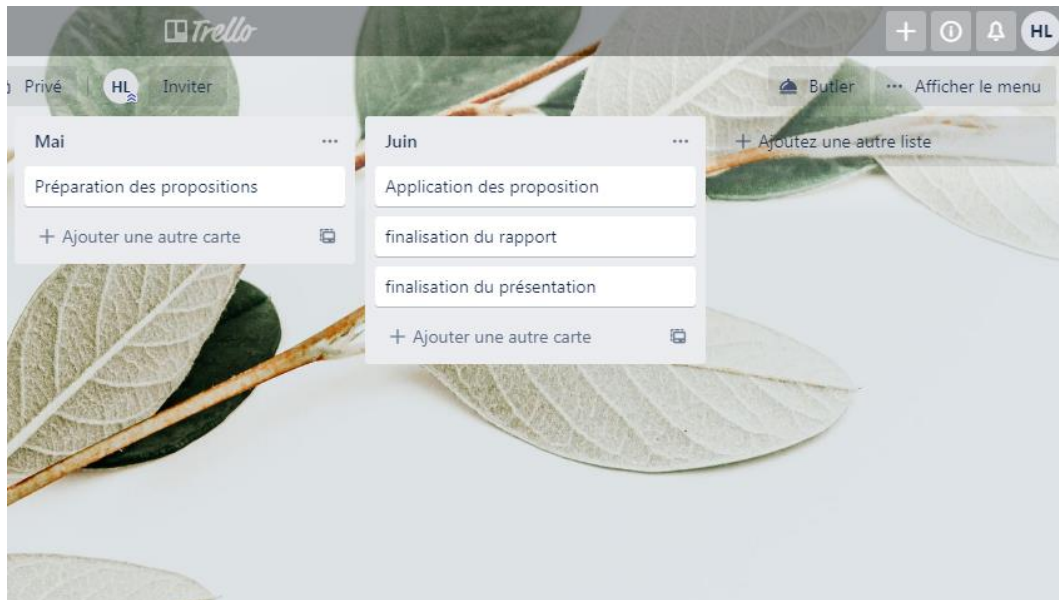 Trello
HL
Privé
HL
Inviter
Butler
Afficher le menu
Mai
Préparation des propositions
Ajouter une autre carte
Juin
Application des proposition
finalisation du rapport
finalisation du présentation
Ajouter une autre carte
Ajoutez une autre liste